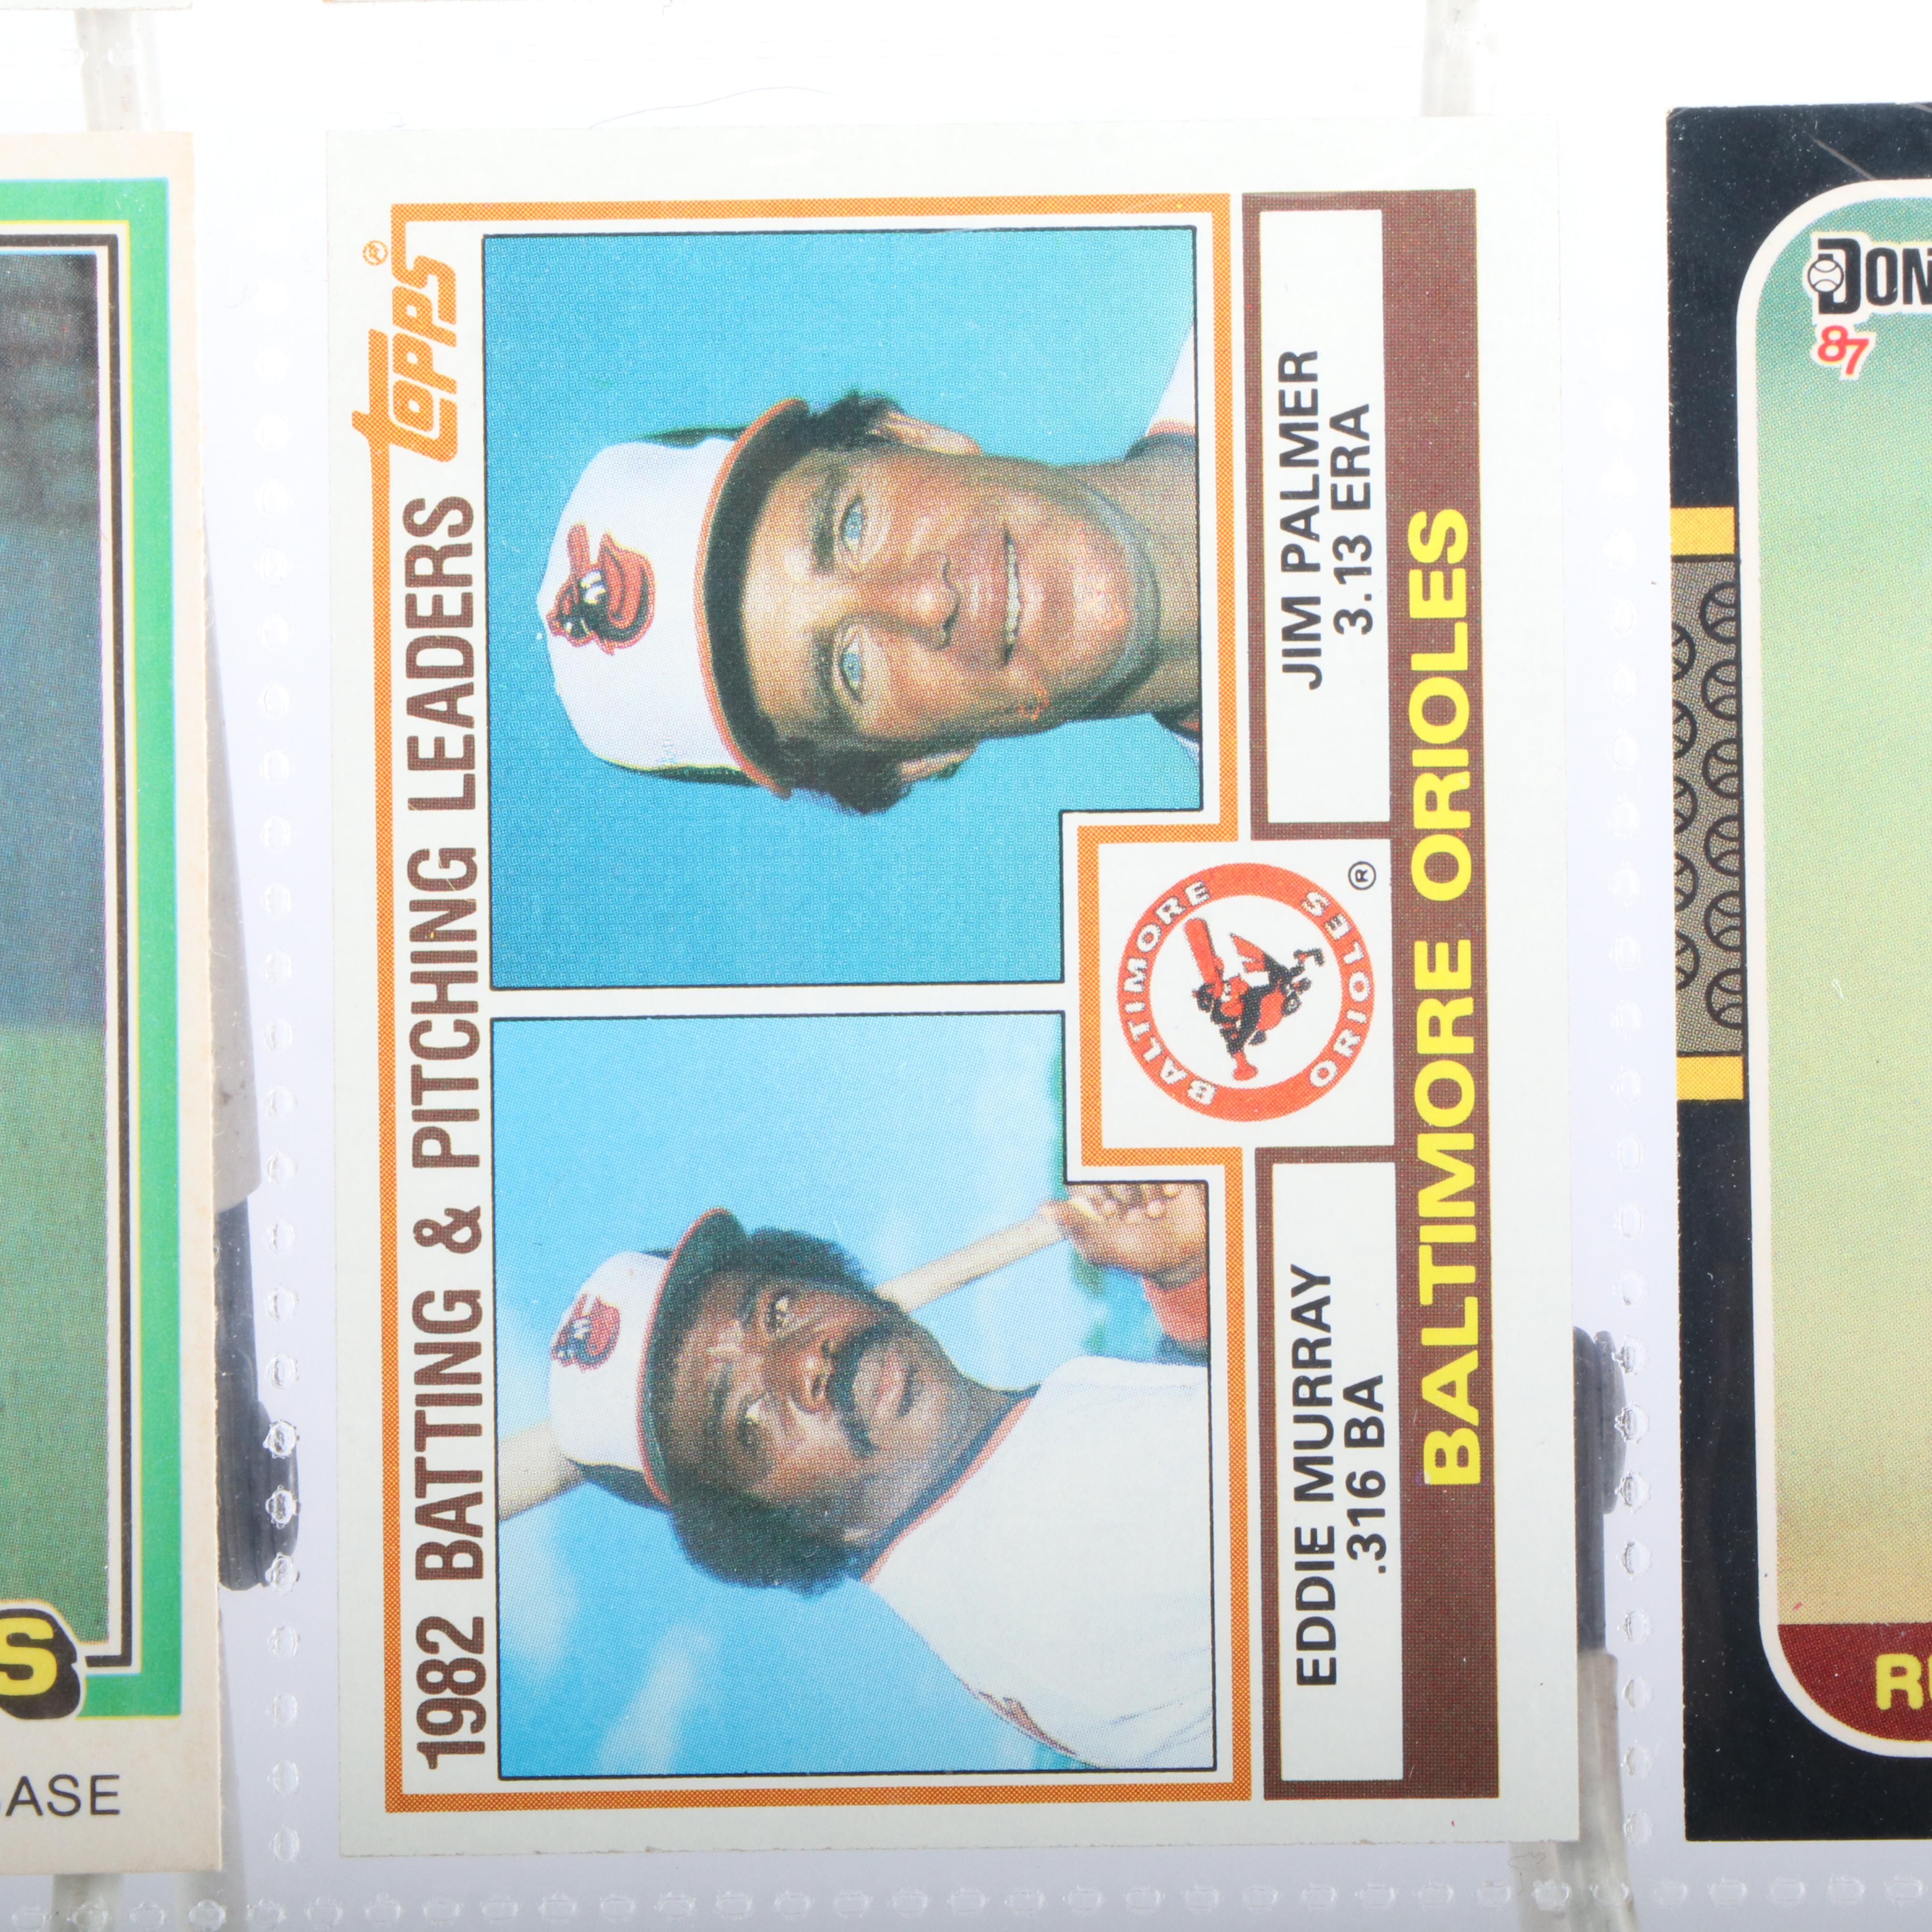 1982 BATTING & PITCHING LEADERS
Topps®
EDDIE MURRAY
.316 BA
BALTIMORE
ORIOLES
®
JIM PALMER
3.13 ERA
BALTIMORE ORIOLES
S
ASE
DON
87